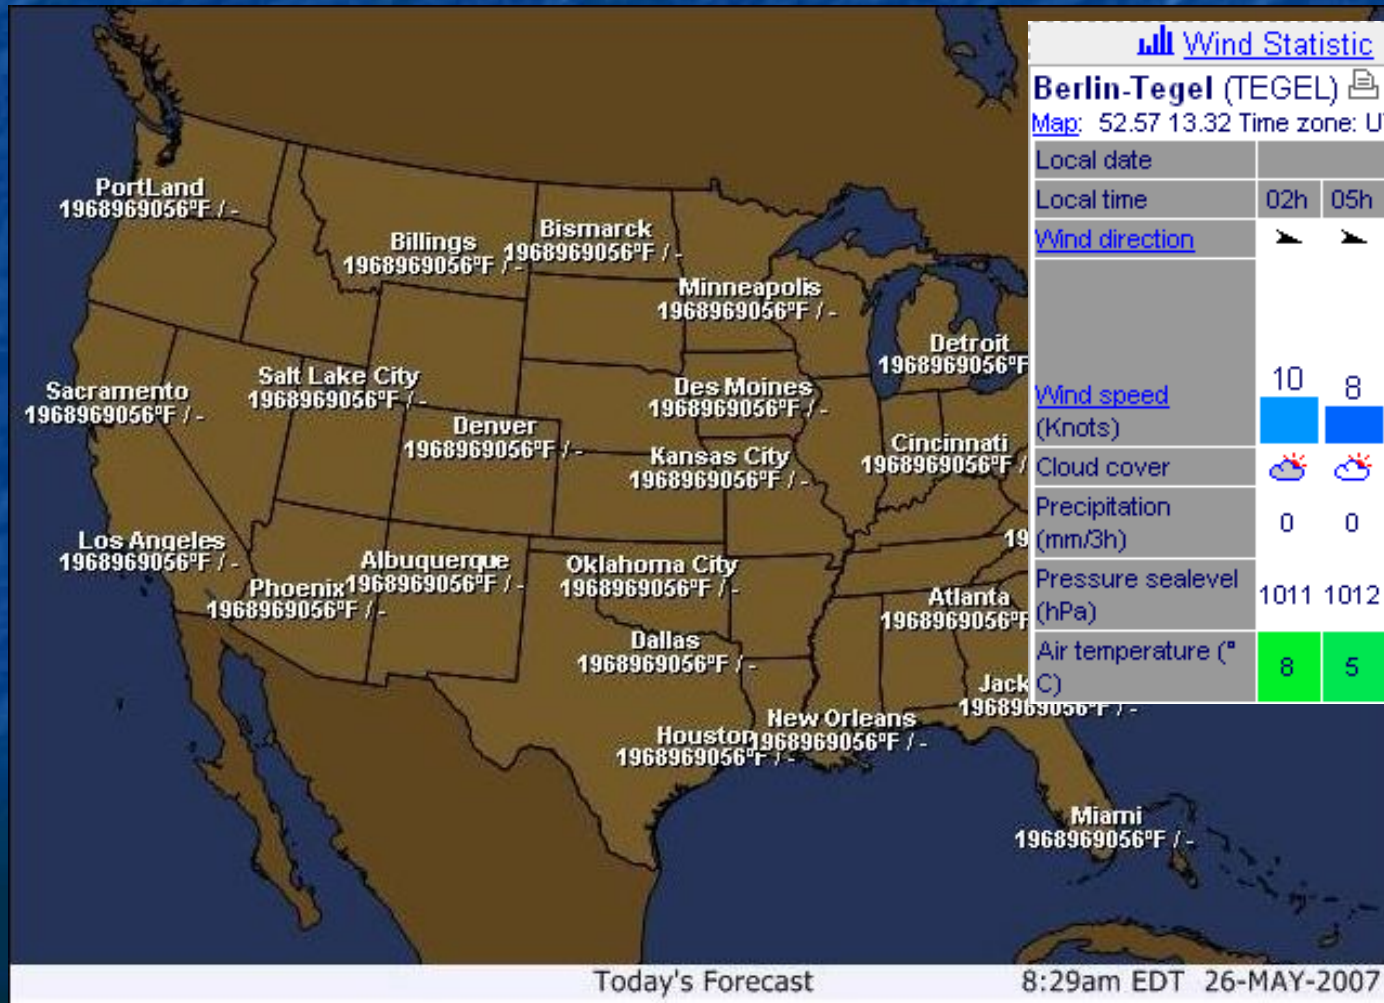 PortLand
1968969056°F / -
Billings
1968969056°F / -
Bismarck
1968969056°F / -
Minneapolis
1968969056°F / -
Detroit
1968969056°F
Sacramento
1968969056°F / -
Salt Lake City
1968969056°F / -
Des Moines
1968969056°F / -
Denver
1968969056°F / -
Kansas City
1968969056°F / -
Cincinnati
1968969056°F /
Los Angeles
1968969056°F / -
Phoenix
1968969056°F / -
Albuquerque
1968969056°F / -
Oklahoma City
1968969056°F / -
19
Atlanta
1968969056°F
Dallas
1968969056°F / -
Jack
1968969056°F / -
Houston
1968969056°F / -
New Orleans
1968969056°F / -
Miami
1968969056°F / -
Today's Forecast 8:29am EDT 26-MAY-2007
Wind Statistic
Berlin-Tegel (TEGEL)
Map: 52.57 13.32 Time zone: U
Local date
Local time 02h 05h
Wind direction
10 8
Wind speed
(Knots)
Cloud cover
Precipitation
(mm/3h) 0 0
Pressure sealevel
(hPa) 1011 1012
Air temperature (°
C) 8 5